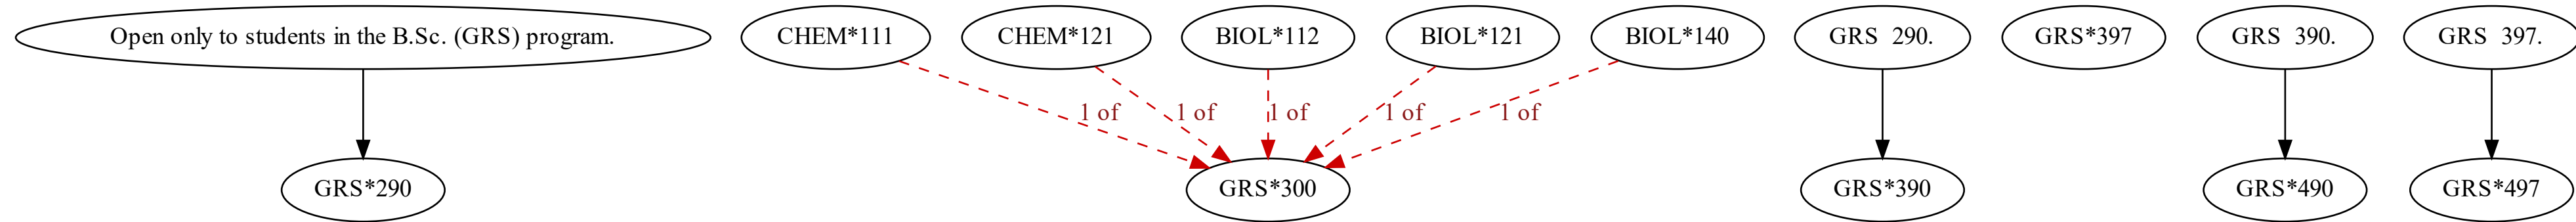 Open only to students in the B.Sc. (GRS) program.
CHEM*111
CHEM*121
BIOL*112
BIOL*121
BIOL*140
GRS  290.
GRS*397
GRS  390.
GRS  397.
1 of
1 of
1 of
1 of
1 of
GRS*290
GRS*300
GRS*390
GRS*490
GRS*497